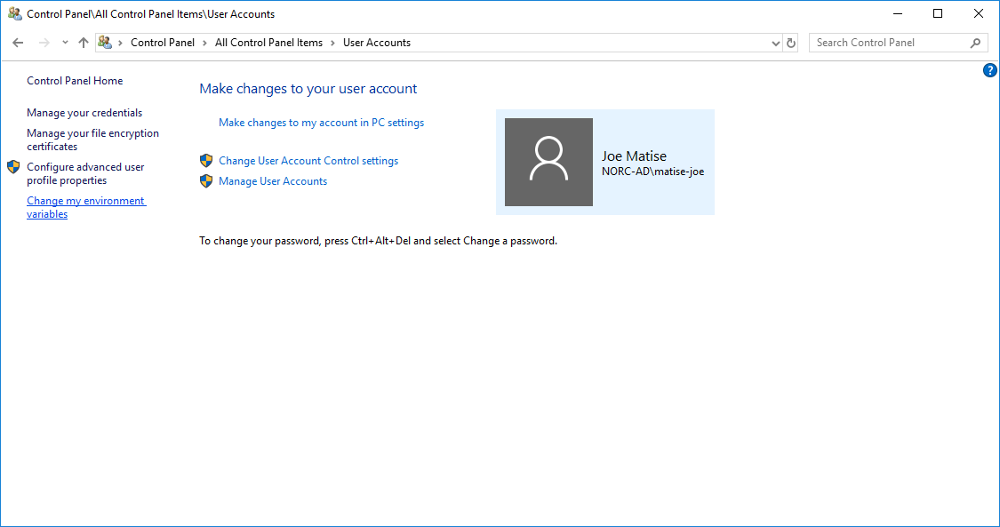 Control Panel\All Control Panel Items\User Accounts
Control Panel > All Control Panel Items > User Accounts
Search Control Panel
?
Control Panel Home
Manage your credentials
Manage your file encryption
certificates
Configure advanced user
profile properties
Change my environment
variables
Make changes to your user account
Make changes to my account in PC settings
Change User Account Control settings
Manage User Accounts
Joe Matise
NORC-AD\matise-joe
To change your password, press Ctrl+Alt+Del and select Change a password.